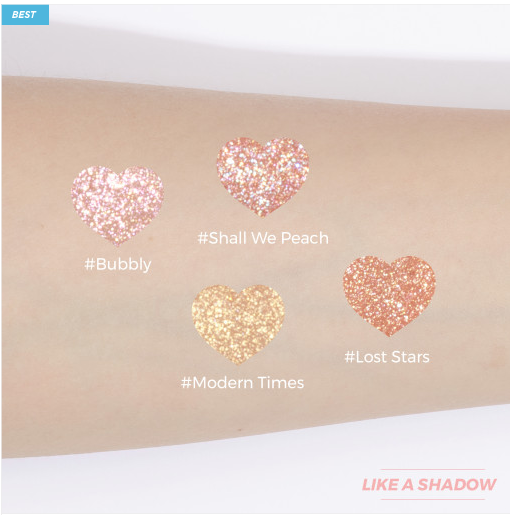 BEST
#Shall We Peach
#Bubbly
#Lost Stars
#Modern Times
LIKE A SHADOW